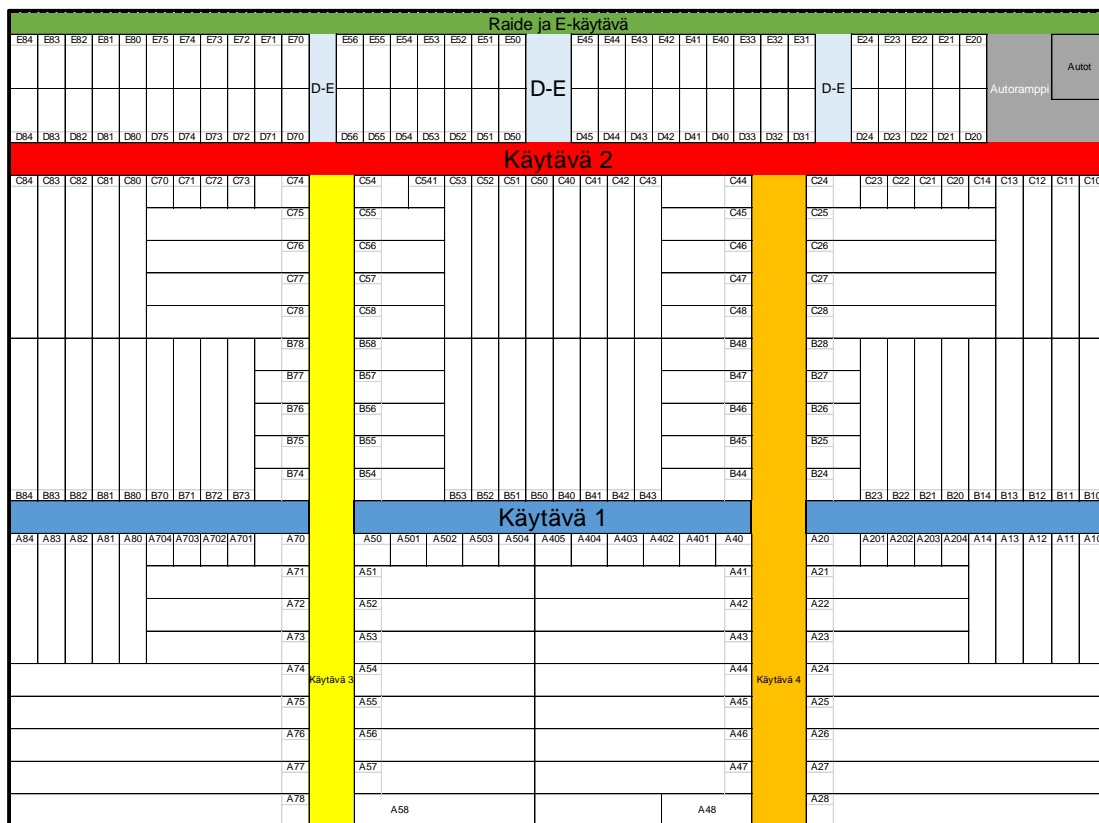 Raide ja E-käytävä
E84 E83 E82 E81 E80 E75 E74 E73 E72 E71 E70 E56 E55 E54 E53 E52 E51 E50 E45 E44 E43 E42 E41 E40 E33 E32 E31 E24 E23 E22 E21 E20
Autot
D-E D-E D-E Autoramppi
D84 D83 D82 D81 D80 D75 D74 D73 D72 D71 D70 D56 D55 D54 D53 D52 D51 D50 D45 D44 D43 D42 D41 D40 D33 D32 D31 D24 D23 D22 D21 D20
Käytävä 2
C84 C83 C82 C81 C80 C70 C71 C72 C73 C74 C54 C541 C53 C52 C51 C50 C40 C41 C42 C43 C44 C24 C23 C22 C21 C20 C14 C13 C12 C11 C10
C75 C55 C45 C25
C76 C56 C46 C26
C77 C57 C47 C27
C78 C58 C48 C28
B78 B58 B48 B28
B77 B57 B47 B27
B76 B56 B46 B26
B75 B55 B45 B25
B74 B54 B44 B24
B84 B83 B82 B81 B80 B70 B71 B72 B73 B53 B52 B51 B50 B40 B41 B42 B43 B23 B22 B21 B20 B14 B13 B12 B11 B10
Käytävä 1
A84 A83 A82 A81 A80 A704 A703 A702 A701 A70 A50 A501 A502 A503 A504 A405 A404 A403 A402 A401 A40 A20 A201 A202 A203 A204 A14 A13 A12 A11 A10
A71 A51 A41 A21
A72 A52 A42 A22
A73 A53 A43 A23
A74 A54 A44 A24
Käytävä 3 Käytävä 4
A75 A55 A45 A25
A76 A56 A46 A26
A77 A57 A47 A27
A78 A28
A58 A48